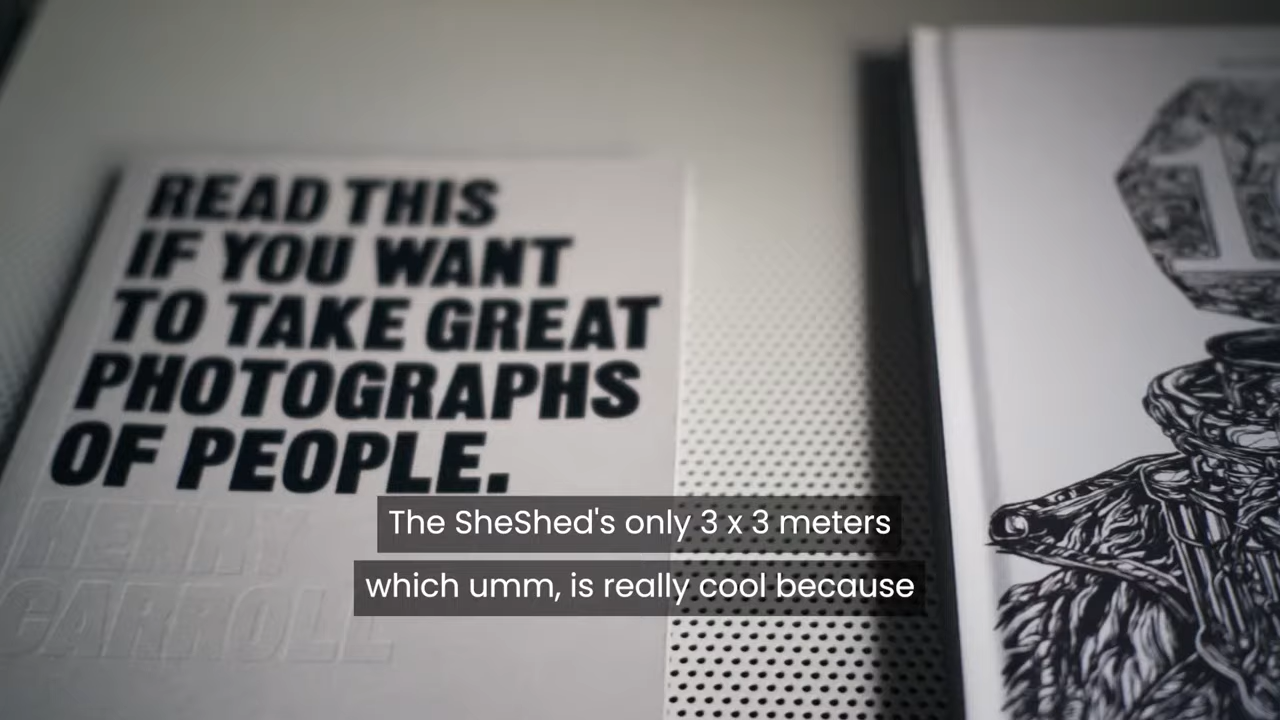 READ THIS
IF YOU WANT
TO TAKE GREAT
PHOTOGRAPHS
OF PEOPLE.
HENRY
CARROLL
The SheShed's only 3 x 3 meters
which umm, is really cool because